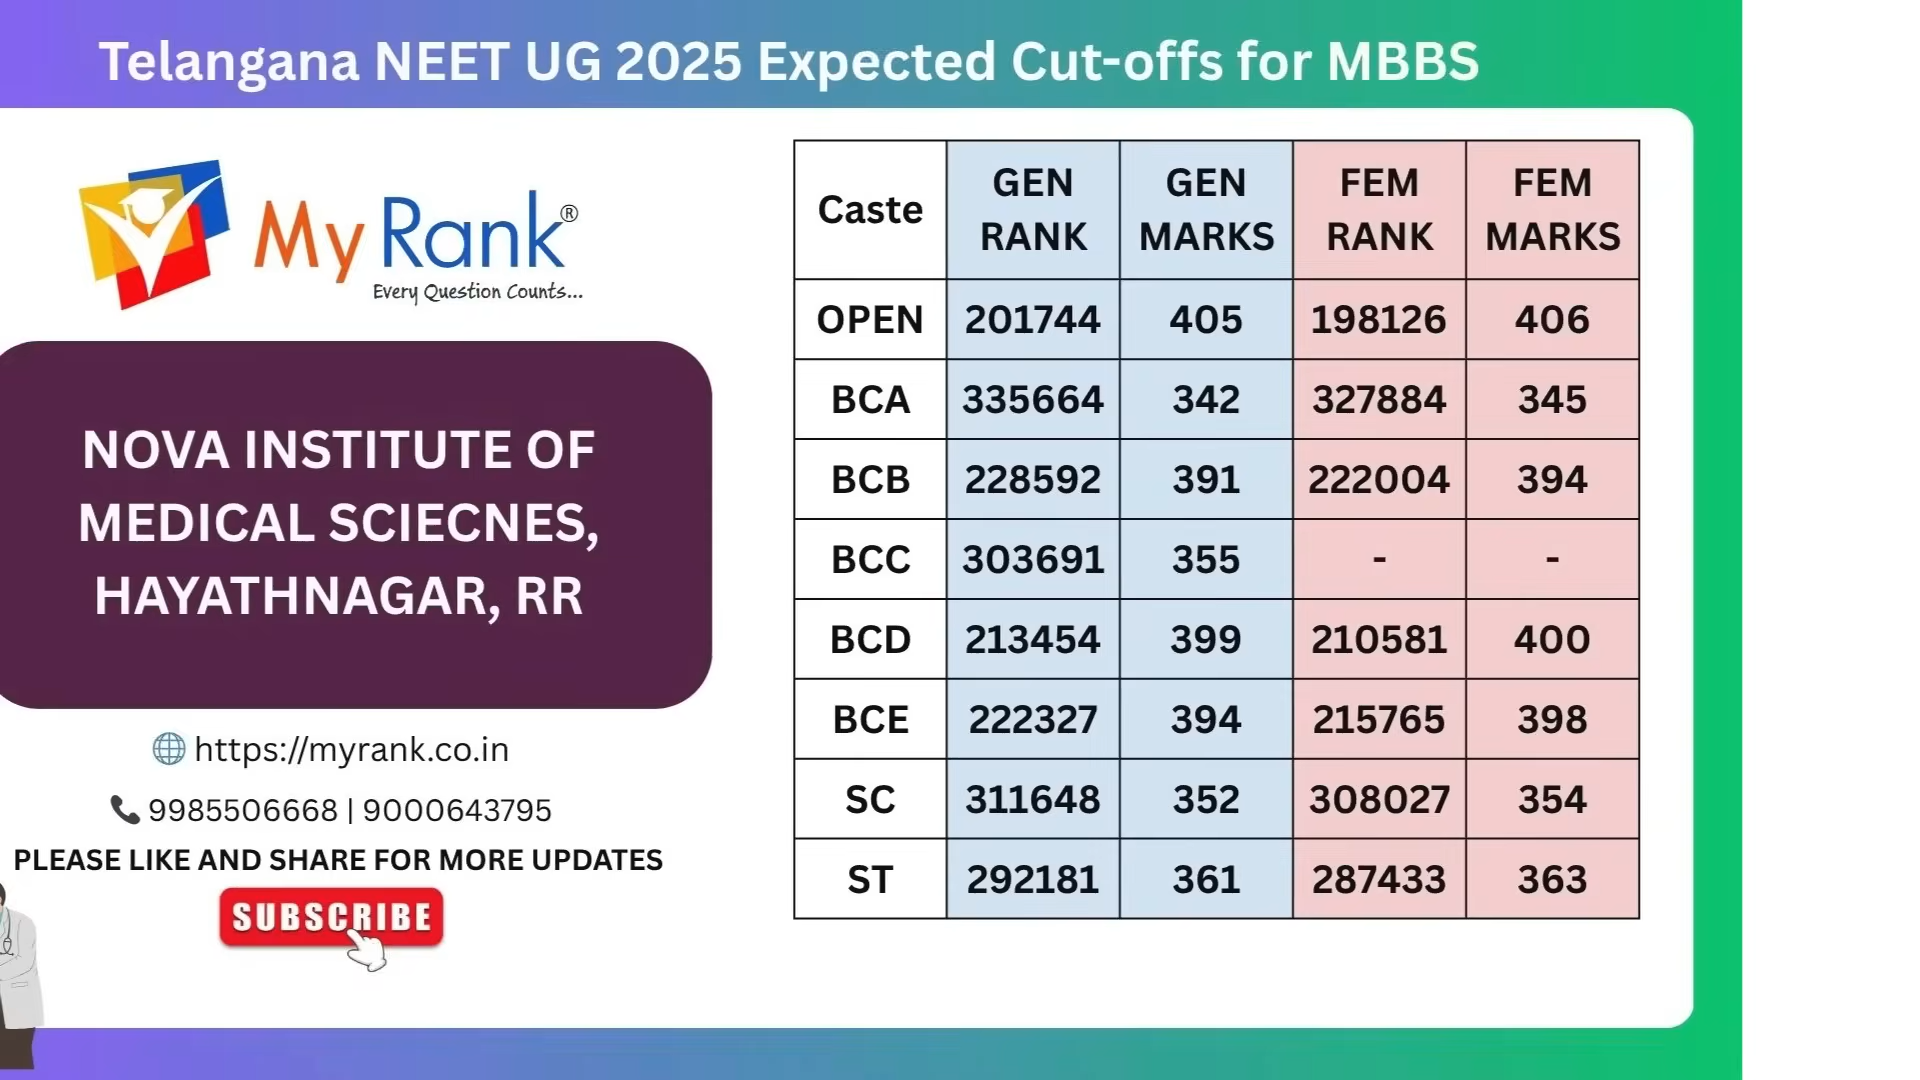 Telangana NEET UG 2025 Expected Cut-offs for MBBS
My Rank®
Every Question Counts...
NOVA INSTITUTE OF
MEDICAL SCIECNES,
HAYATHNAGAR, RR
https://myrank.co.in
9985506668 | 9000643795
PLEASE LIKE AND SHARE FOR MORE UPDATES
SUBSCRIBE
Caste GEN RANK GEN MARKS FEM RANK FEM MARKS
OPEN 201744 405 198126 406
BCA 335664 342 327884 345
BCB 228592 391 222004 394
BCC 303691 355 - -
BCD 213454 399 210581 400
BCE 222327 394 215765 398
SC 311648 352 308027 354
ST 292181 361 287433 363